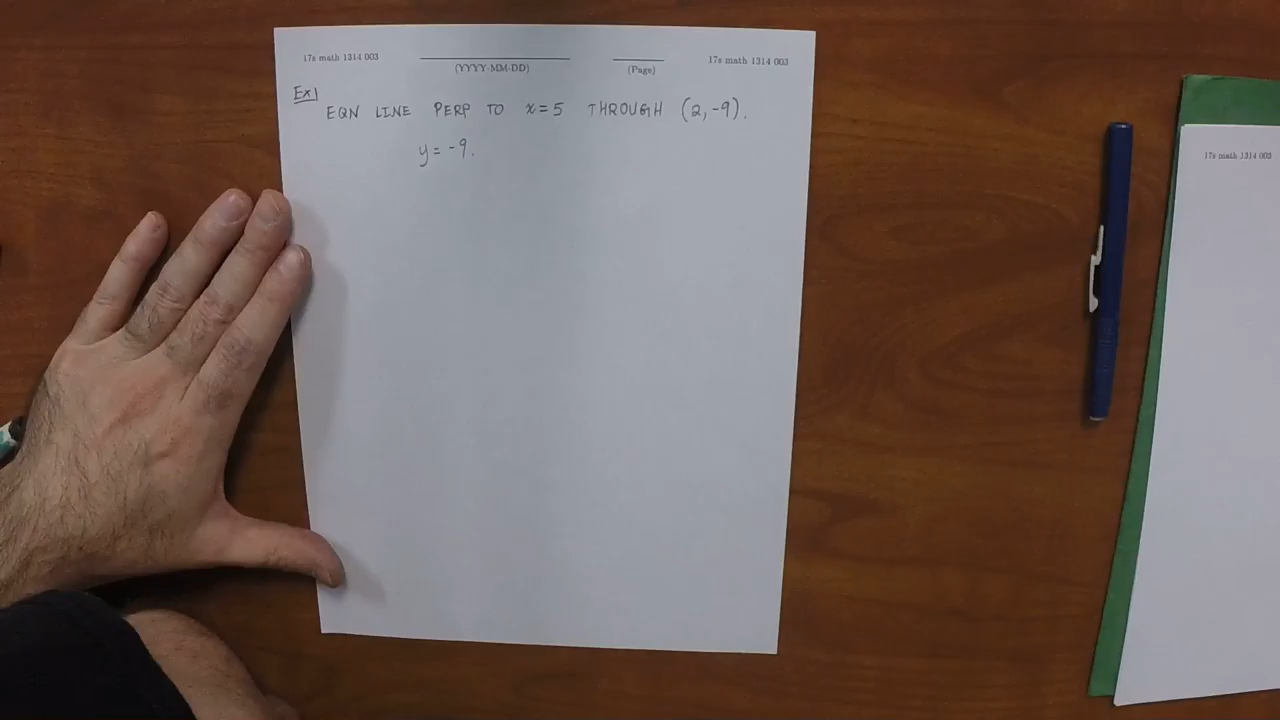 17s math 1314 003
(YYYY-MM-DD)
(Page)
17s math 1314 003
Ex
EQN LINE PERP TO x=5 THROUGH (2,-9).
y=-9.
17s math 1314 003